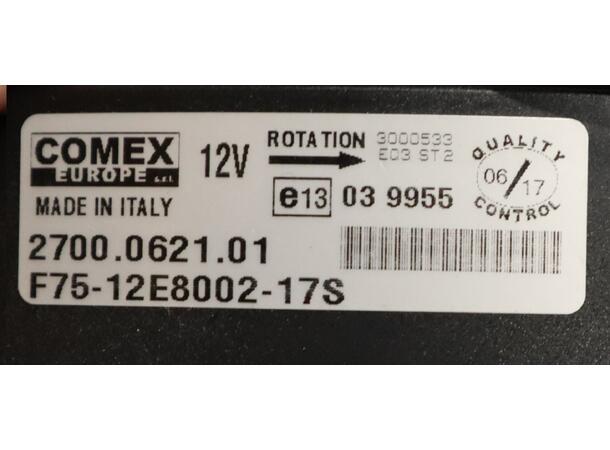 COMEX
EUROPE s.r.l.
MADE IN ITALY
12V
ROTATION
3000533
E03 ST2
e13 03 9955
QUALITY
06/17
CONTROL
2700.0621.01
F75-12E8002-17S